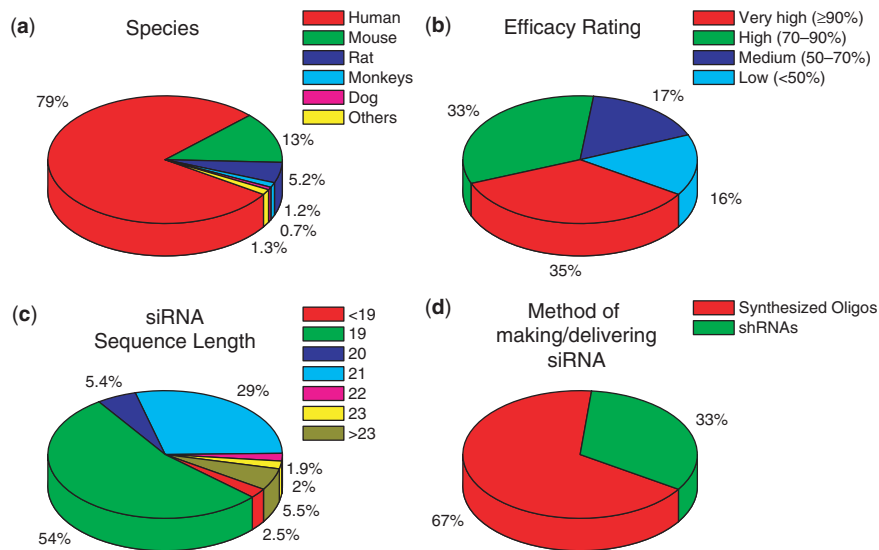 (a)
Species
Human
Mouse
Rat
Monkeys
Dog
Others
79%
13%
5.2%
1.2%
0.7%
1.3%
(b)
Efficacy Rating
Very high (≥90%)
High (70–90%)
Medium (50–70%)
Low (<50%)
33%
17%
16%
35%
(c)
siRNA
Sequence Length
<19
19
20
21
22
23
>23
5.4%
29%
1.9%
2%
5.5%
2.5%
54%
(d)
Method of
making/delivering
siRNA
Synthesized Oligos
shRNAs
33%
67%